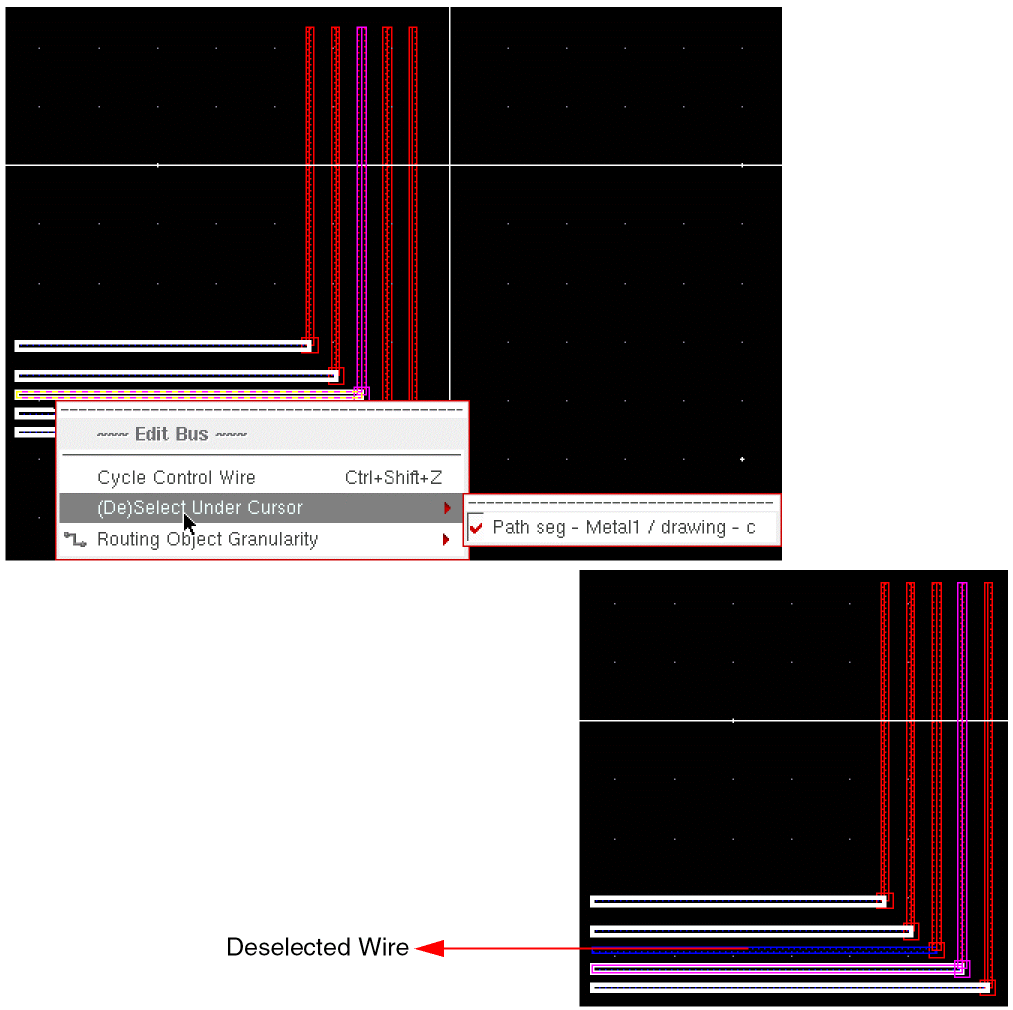 ~~~ Edit Bus ~~~
Cycle Control Wire Ctrl+Shift+Z
(De)Select Under Cursor
Path seg - Metal1 / drawing - c
Routing Object Granularity
Deselected Wire